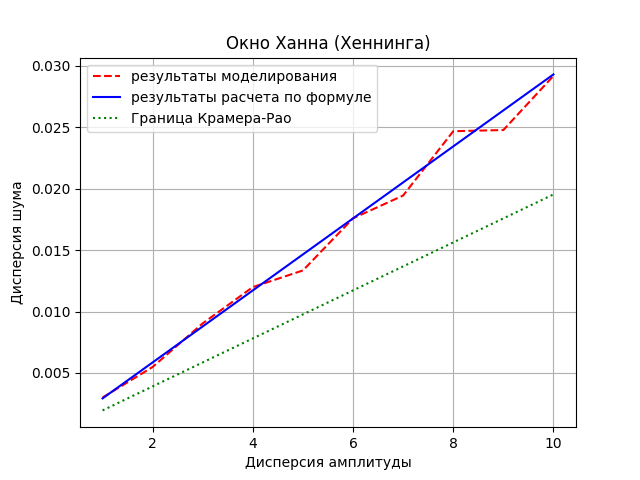 Окно Ханна (Хеннинга)
результаты моделирования
результаты расчета по формуле
Граница Крамера-Рао
0.030
0.025
0.020
0.015
0.010
0.005
Дисперсия шума
2 4 6 8 10
Дисперсия амплитуды